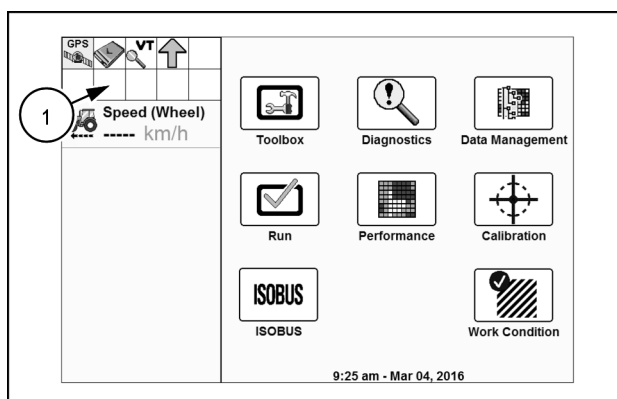 GPS
L
VT
1
Speed (Wheel)
----- km/h
Toolbox
Diagnostics
Data Management
Run
Performance
Calibration
ISOBUS
ISOBUS
Work Condition
9:25 am - Mar 04, 2016